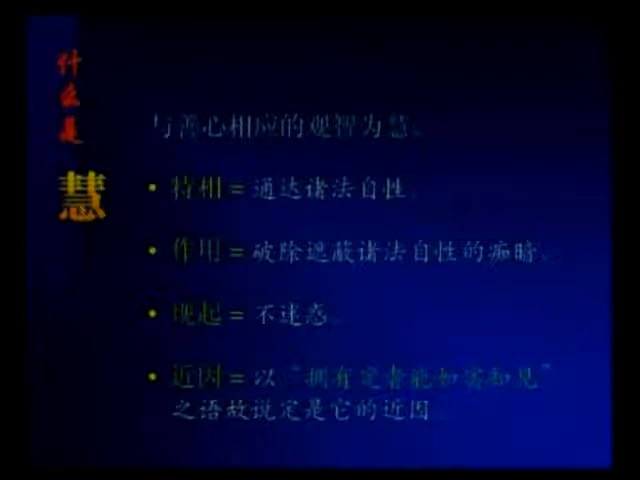 什么是
慧
与善心相应的观智为慧。
• 特相 = 通达诸法自性。
• 作用 = 破除遮蔽诸法自性的痴暗。
• 现起 = 不迷惑。
• 近因 = 以“拥有定者能如实知见”
之语故说定是它的近因。